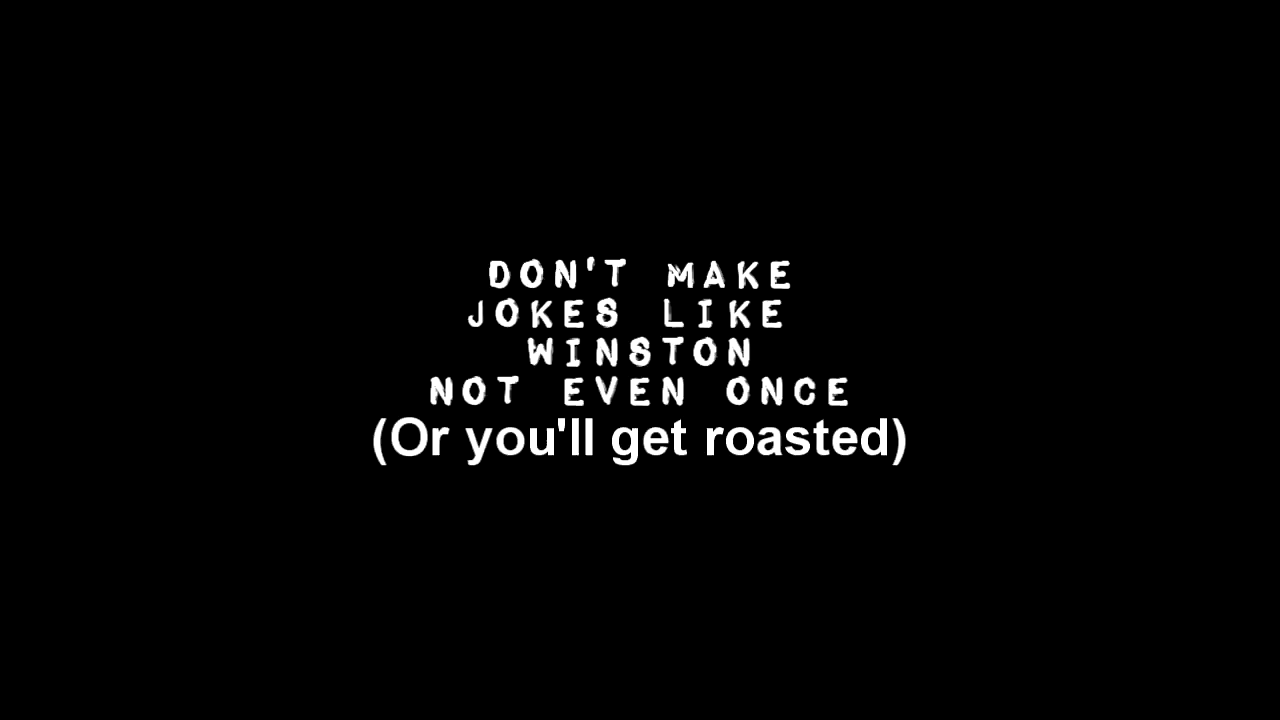 DON'T MAKE
JOKES LIKE
WINSTON
NOT EVEN ONCE
(Or you'll get roasted)